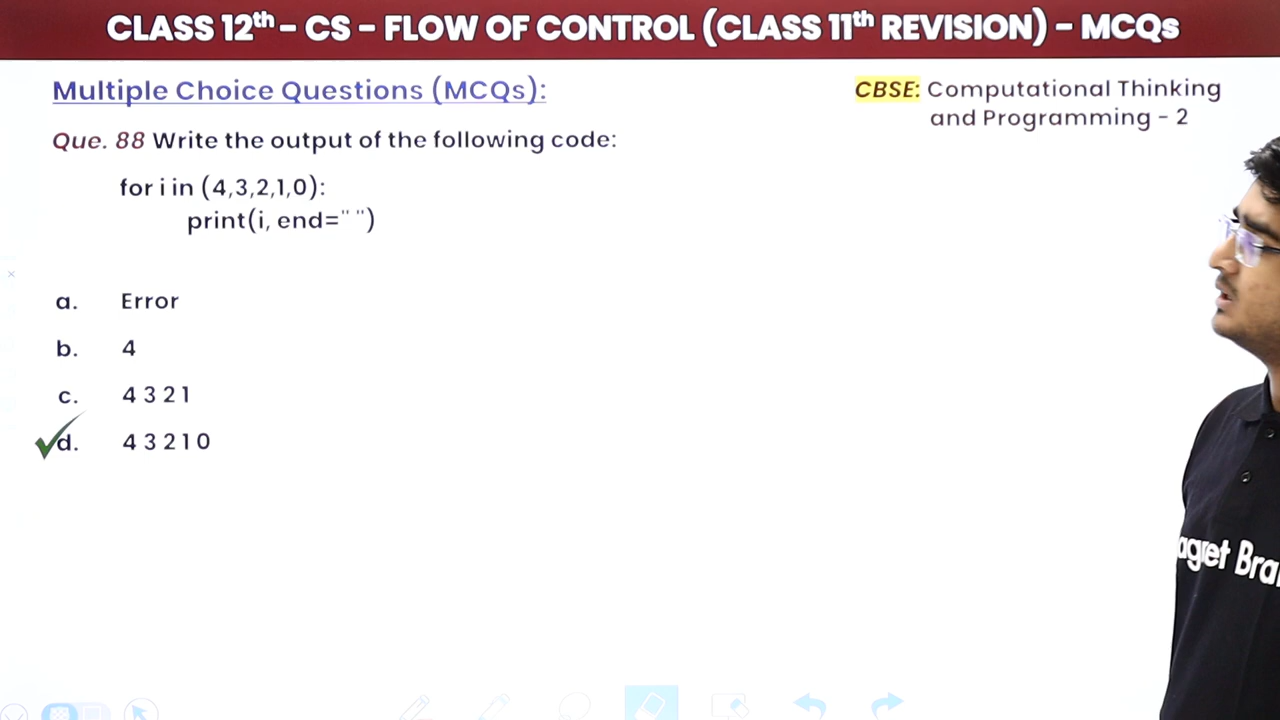 CLASS 12th - CS - FLOW OF CONTROL (CLASS 11th REVISION) - MCQs
Multiple Choice Questions (MCQs):
CBSE: Computational Thinking
and Programming - 2
Que. 88 Write the output of the following code:
for i in (4,3,2,1,0):
print(i, end=" ")
a. Error
b. 4
c. 4 3 2 1
d. 4 3 2 1 0
agnet Bra